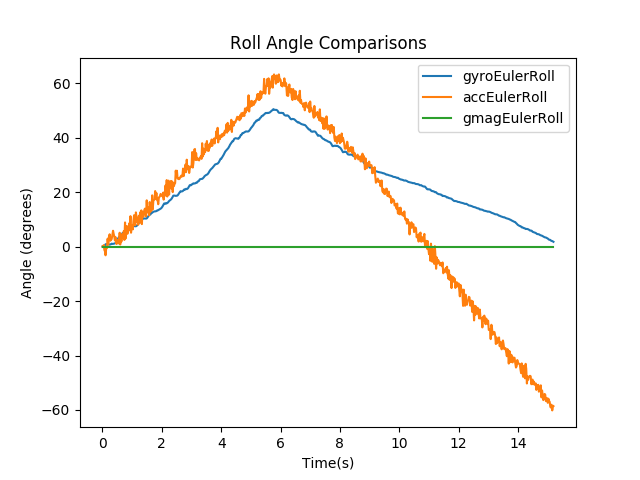 Roll Angle Comparisons
gyroEulerRoll
accEulerRoll
gmagEulerRoll
Angle (degrees)
60
40
20
0
−20
−40
−60
0 2 4 6 8 10 12 14
Time(s)